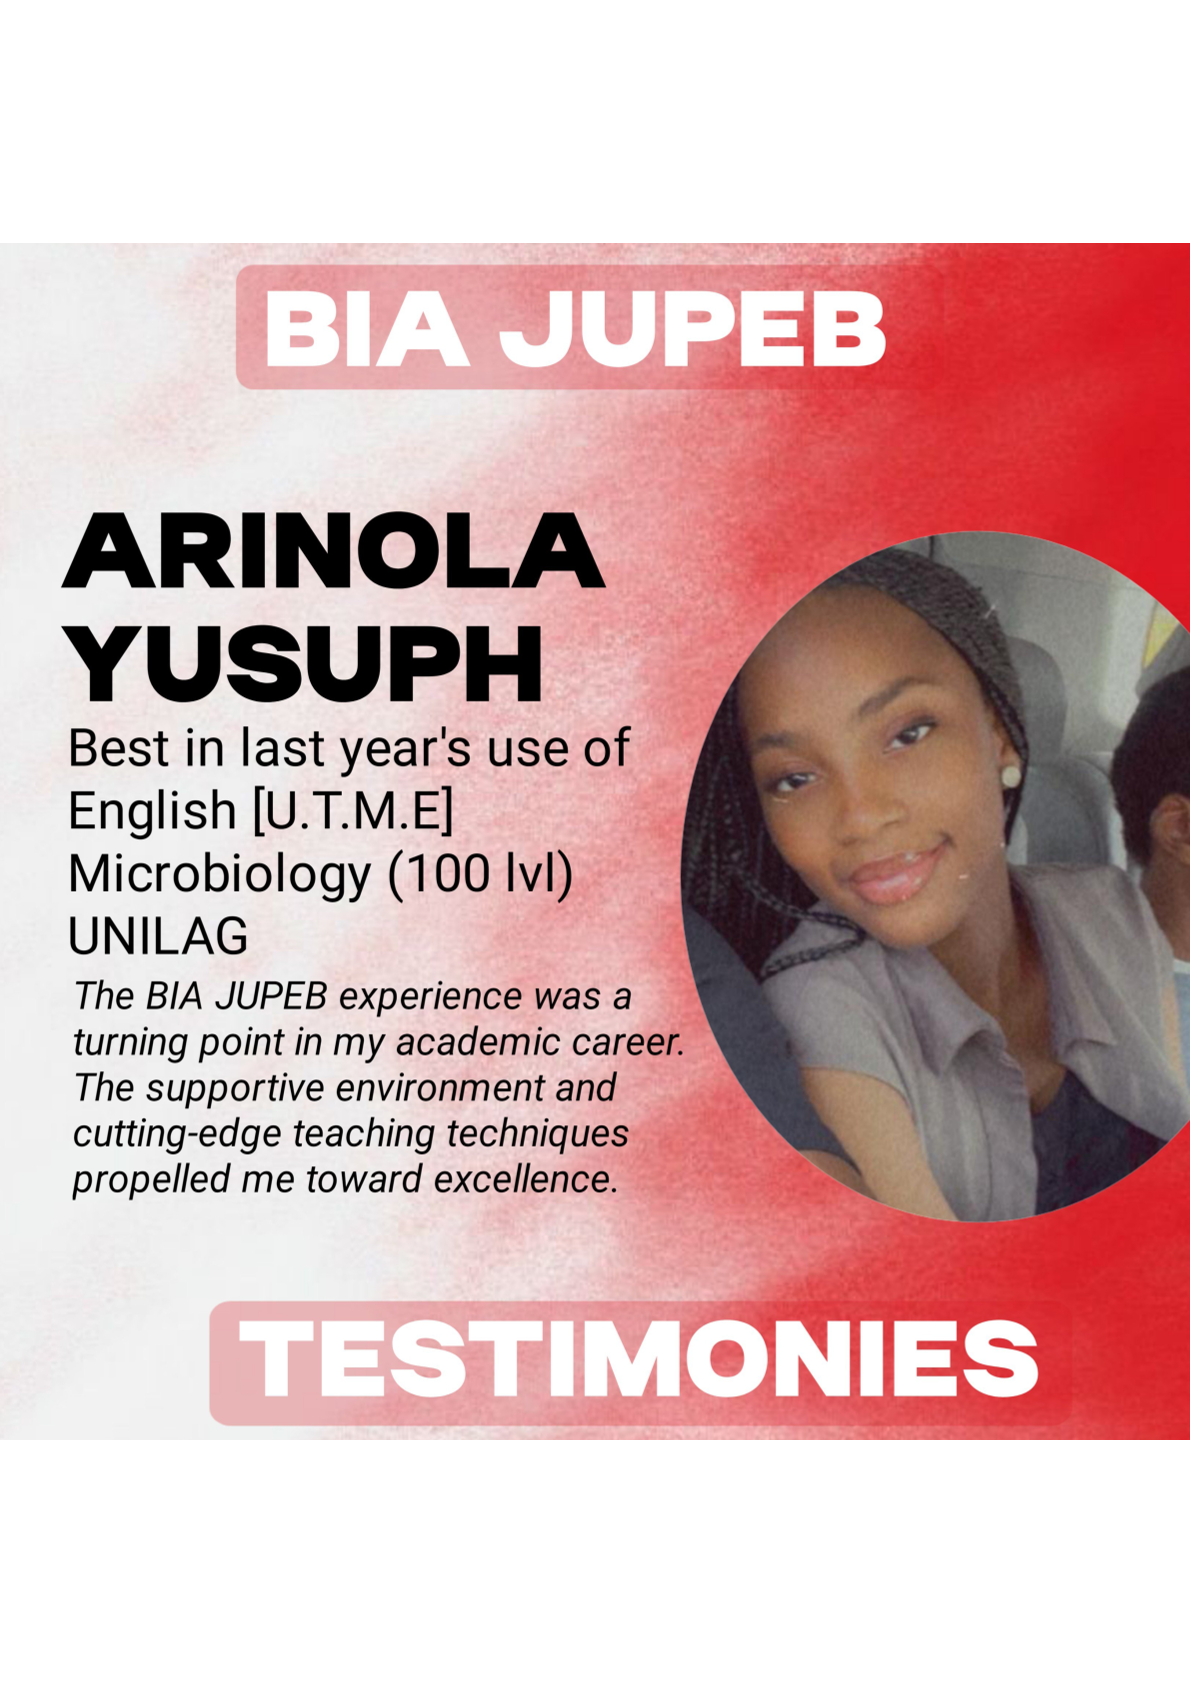 BIA JUPEB
ARINOLA
YUSUPH
Best in last year's use of
English [U.T.M.E]
Microbiology (100 lvl)
UNILAG
The BIA JUPEB experience was a
turning point in my academic career.
The supportive environment and
cutting-edge teaching techniques
propelled me toward excellence.
TESTIMONIES